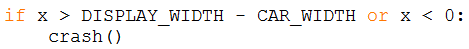 if x > DISPLAY_WIDTH - CAR_WIDTH or x < 0:
    crash()